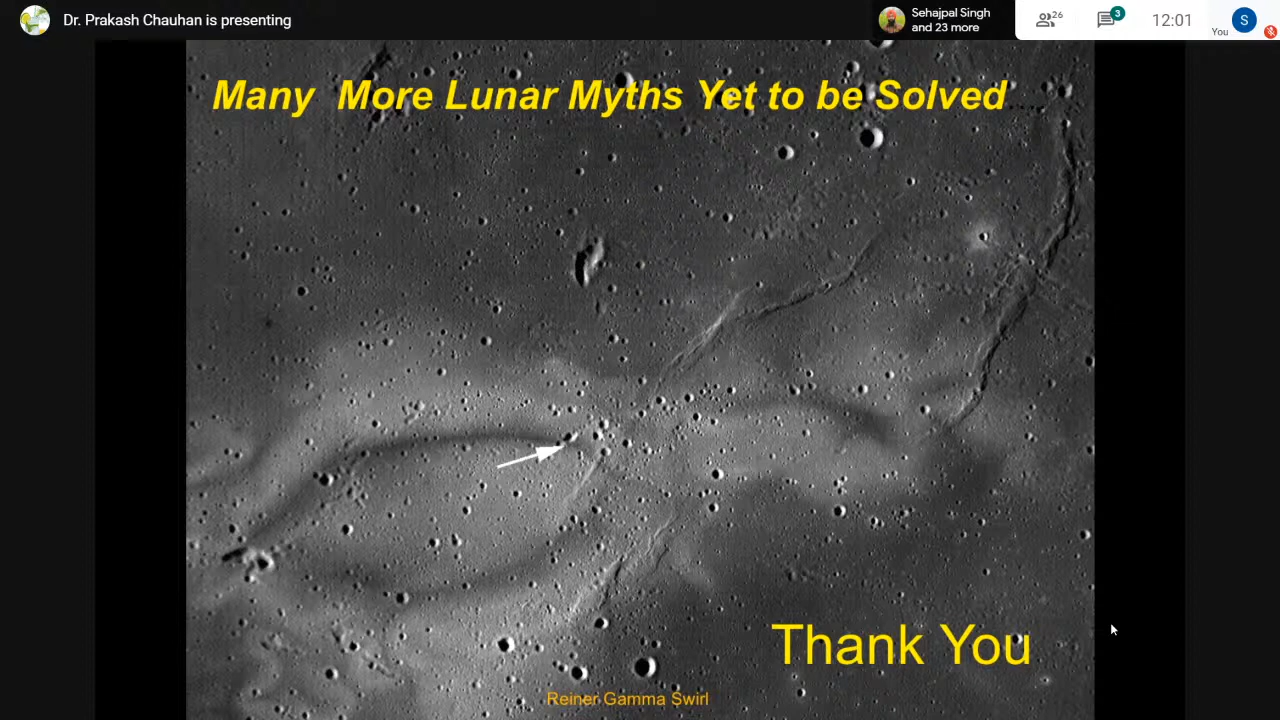 Dr. Prakash Chauhan is presenting
Sehajpal Singh
and 23 more
26
3
12:01
You
S
Many More Lunar Myths Yet to be Solved
Thank You
Reiner Gamma Swirl